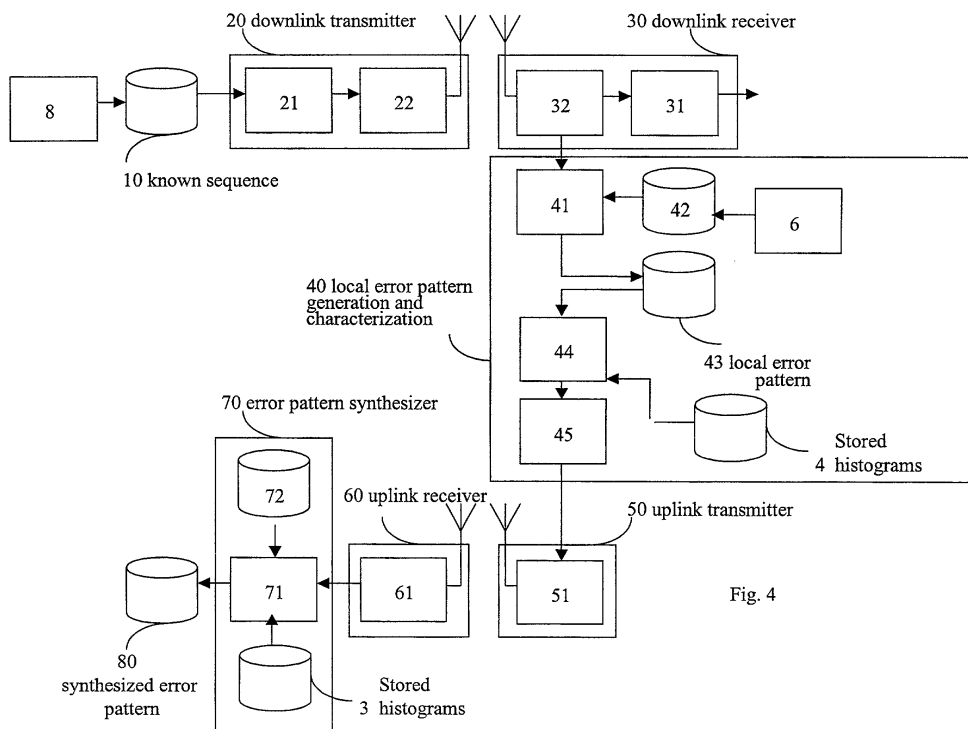 20 downlink transmitter
30 downlink receiver
8
21
22
32
31
10 known sequence
41
42
6
40 local error pattern
generation and
characterization
44
43 local error
pattern
45
Stored
4 histograms
70 error pattern synthesizer
72
60 uplink receiver
50 uplink transmitter
71
61
51
Fig. 4
80
synthesized error
pattern
Stored
3 histograms